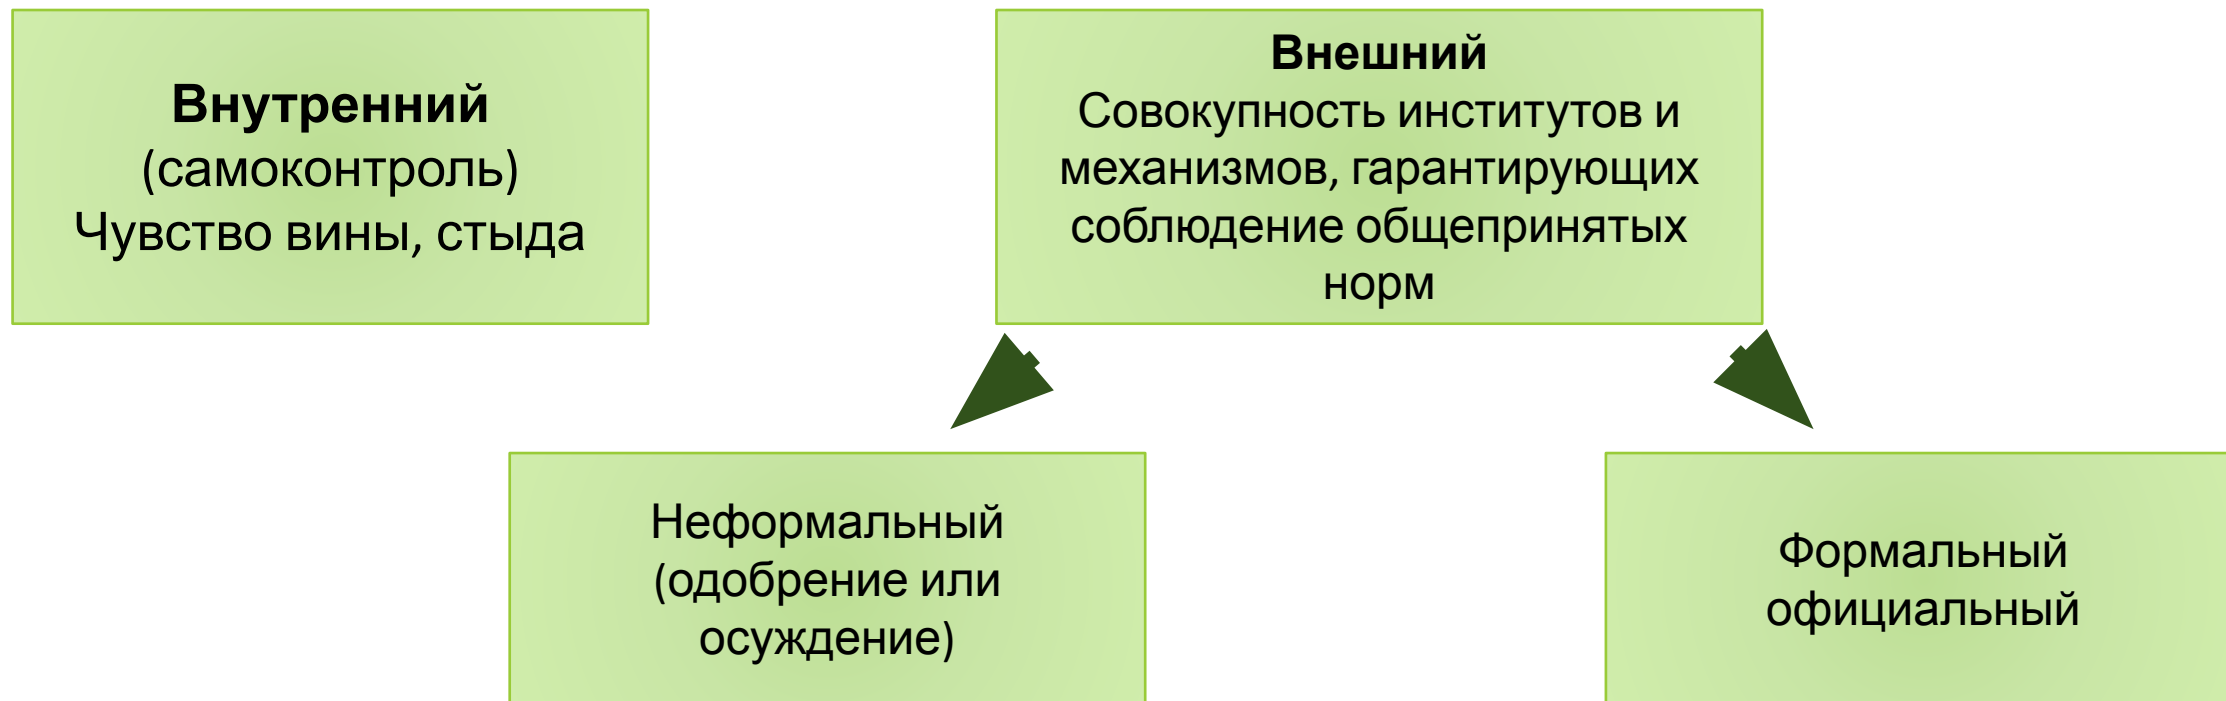 Внутренний
(самоконтроль)
Чувство вины, стыда
Внешний
Совокупность институтов и
механизмов, гарантирующих
соблюдение общепринятых
норм
Неформальный
(одобрение или
осуждение)
Формальный
официальный